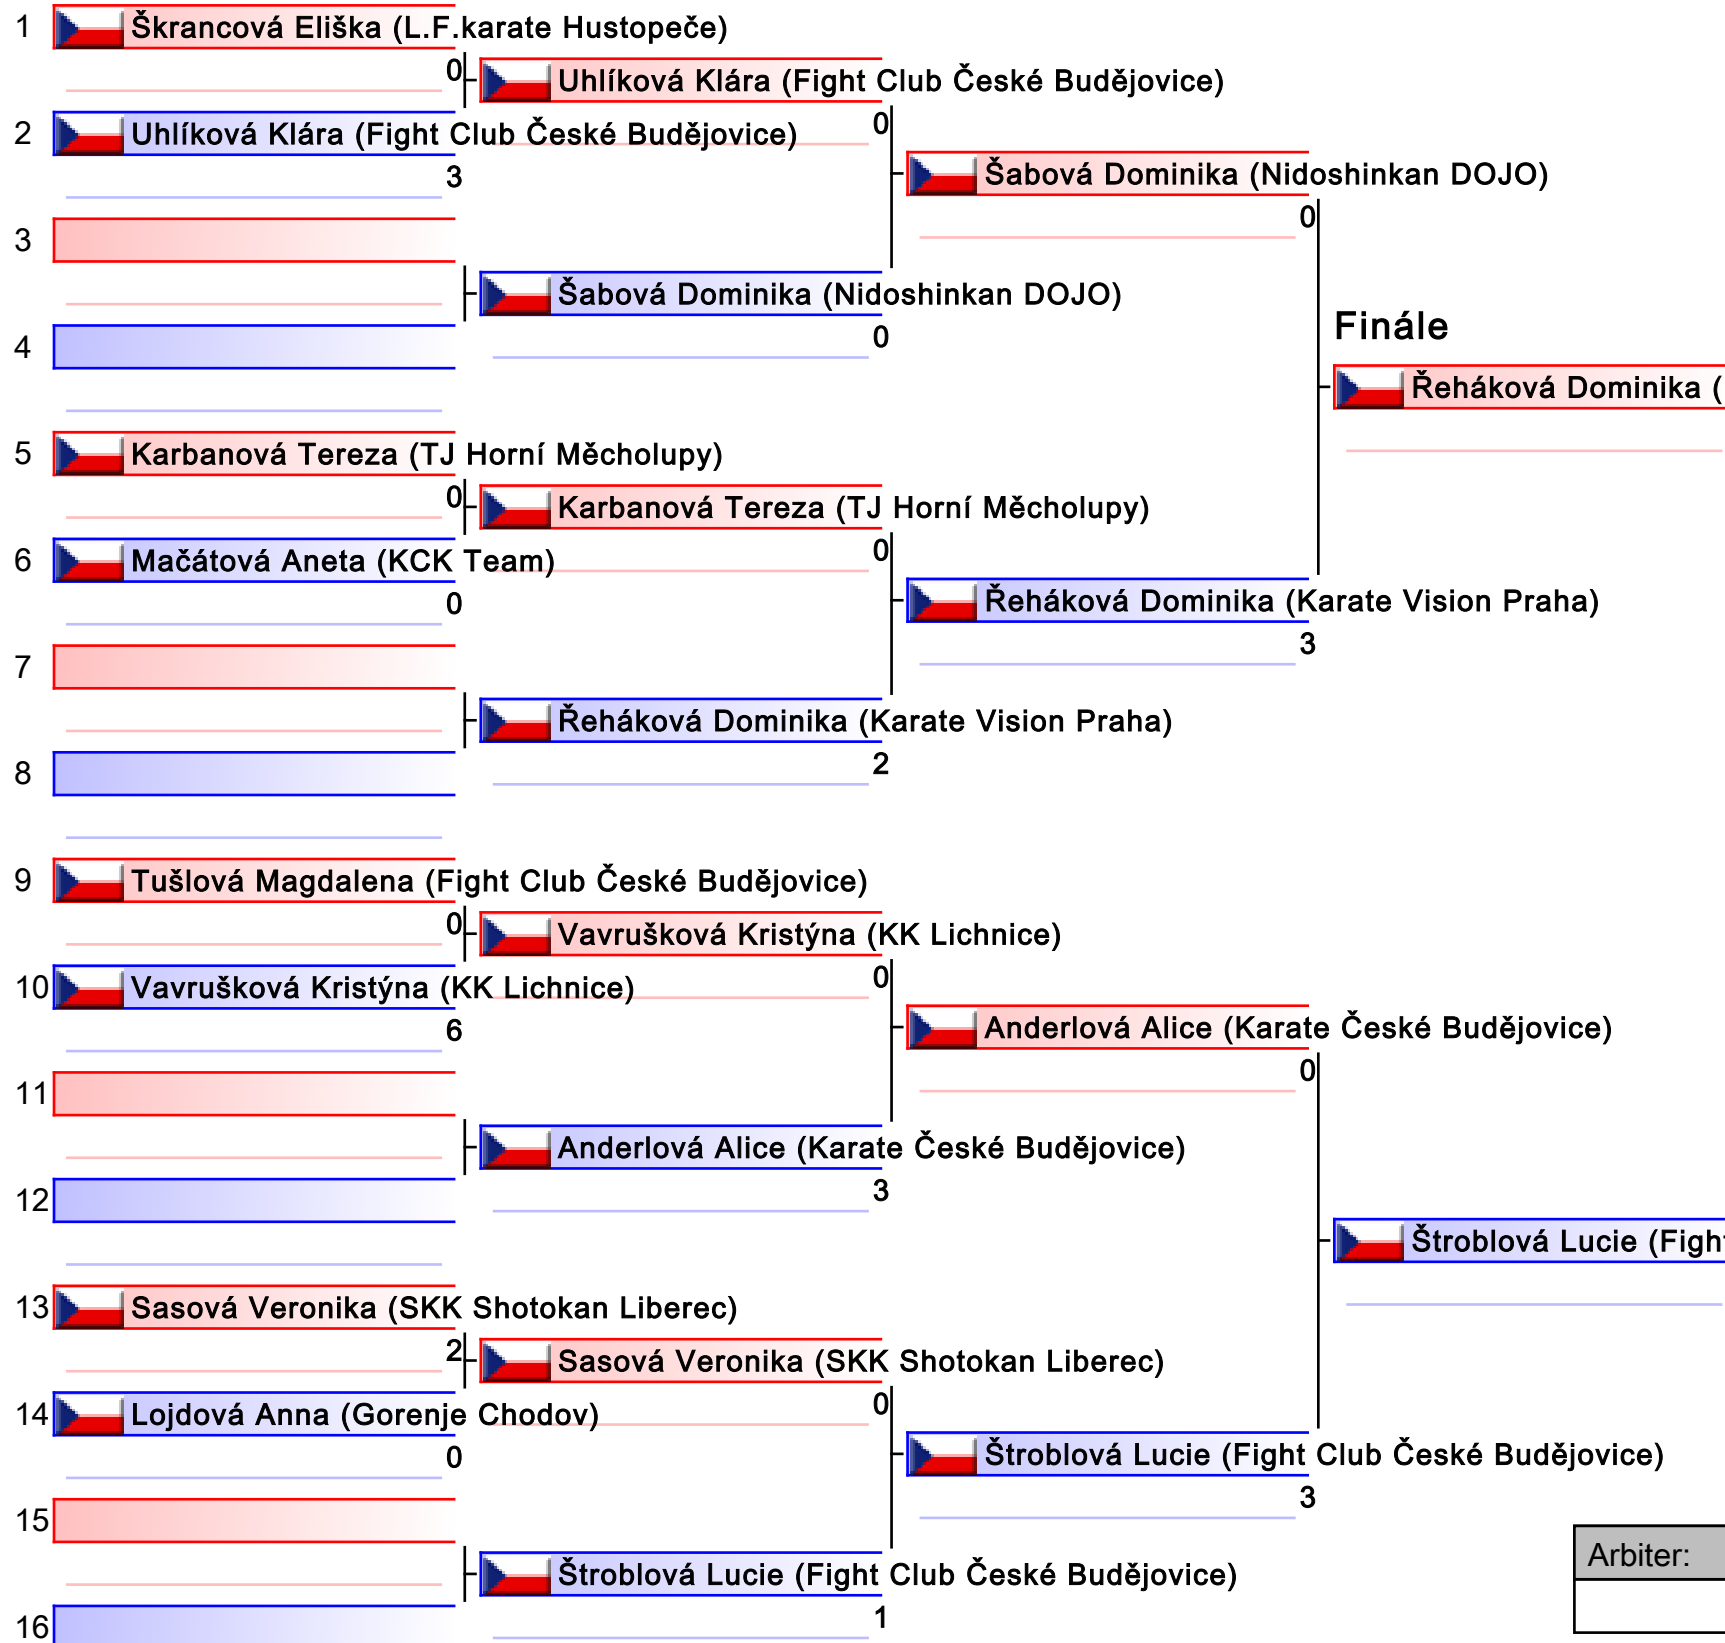 1 Škrancová Eliška (L.F.karate Hustopeče)
0
Uhlíková Klára (Fight Club České Budějovice)
0
2 Uhlíková Klára (Fight Club České Budějovice)
3
Šabová Dominika (Nidoshinkan DOJO)
0
3
Šabová Dominika (Nidoshinkan DOJO)
0
4
Finále
Řeháková Dominika (
5 Karbanová Tereza (TJ Horní Měcholupy)
0
Karbanová Tereza (TJ Horní Měcholupy)
0
6 Mačátová Aneta (KCK Team)
0
Řeháková Dominika (Karate Vision Praha)
3
7
Řeháková Dominika (Karate Vision Praha)
2
8
9 Tušlová Magdalena (Fight Club České Budějovice)
0
Vavrušková Kristýna (KK Lichnice)
0
10 Vavrušková Kristýna (KK Lichnice)
6
Anderlová Alice (Karate České Budějovice)
0
11
Anderlová Alice (Karate České Budějovice)
3
12
Štroblová Lucie (Fight
13 Sasová Veronika (SKK Shotokan Liberec)
2
Sasová Veronika (SKK Shotokan Liberec)
0
14 Lojdová Anna (Gorenje Chodov)
0
Štroblová Lucie (Fight Club České Budějovice)
3
15
Štroblová Lucie (Fight Club České Budějovice)
1
16
Arbiter: